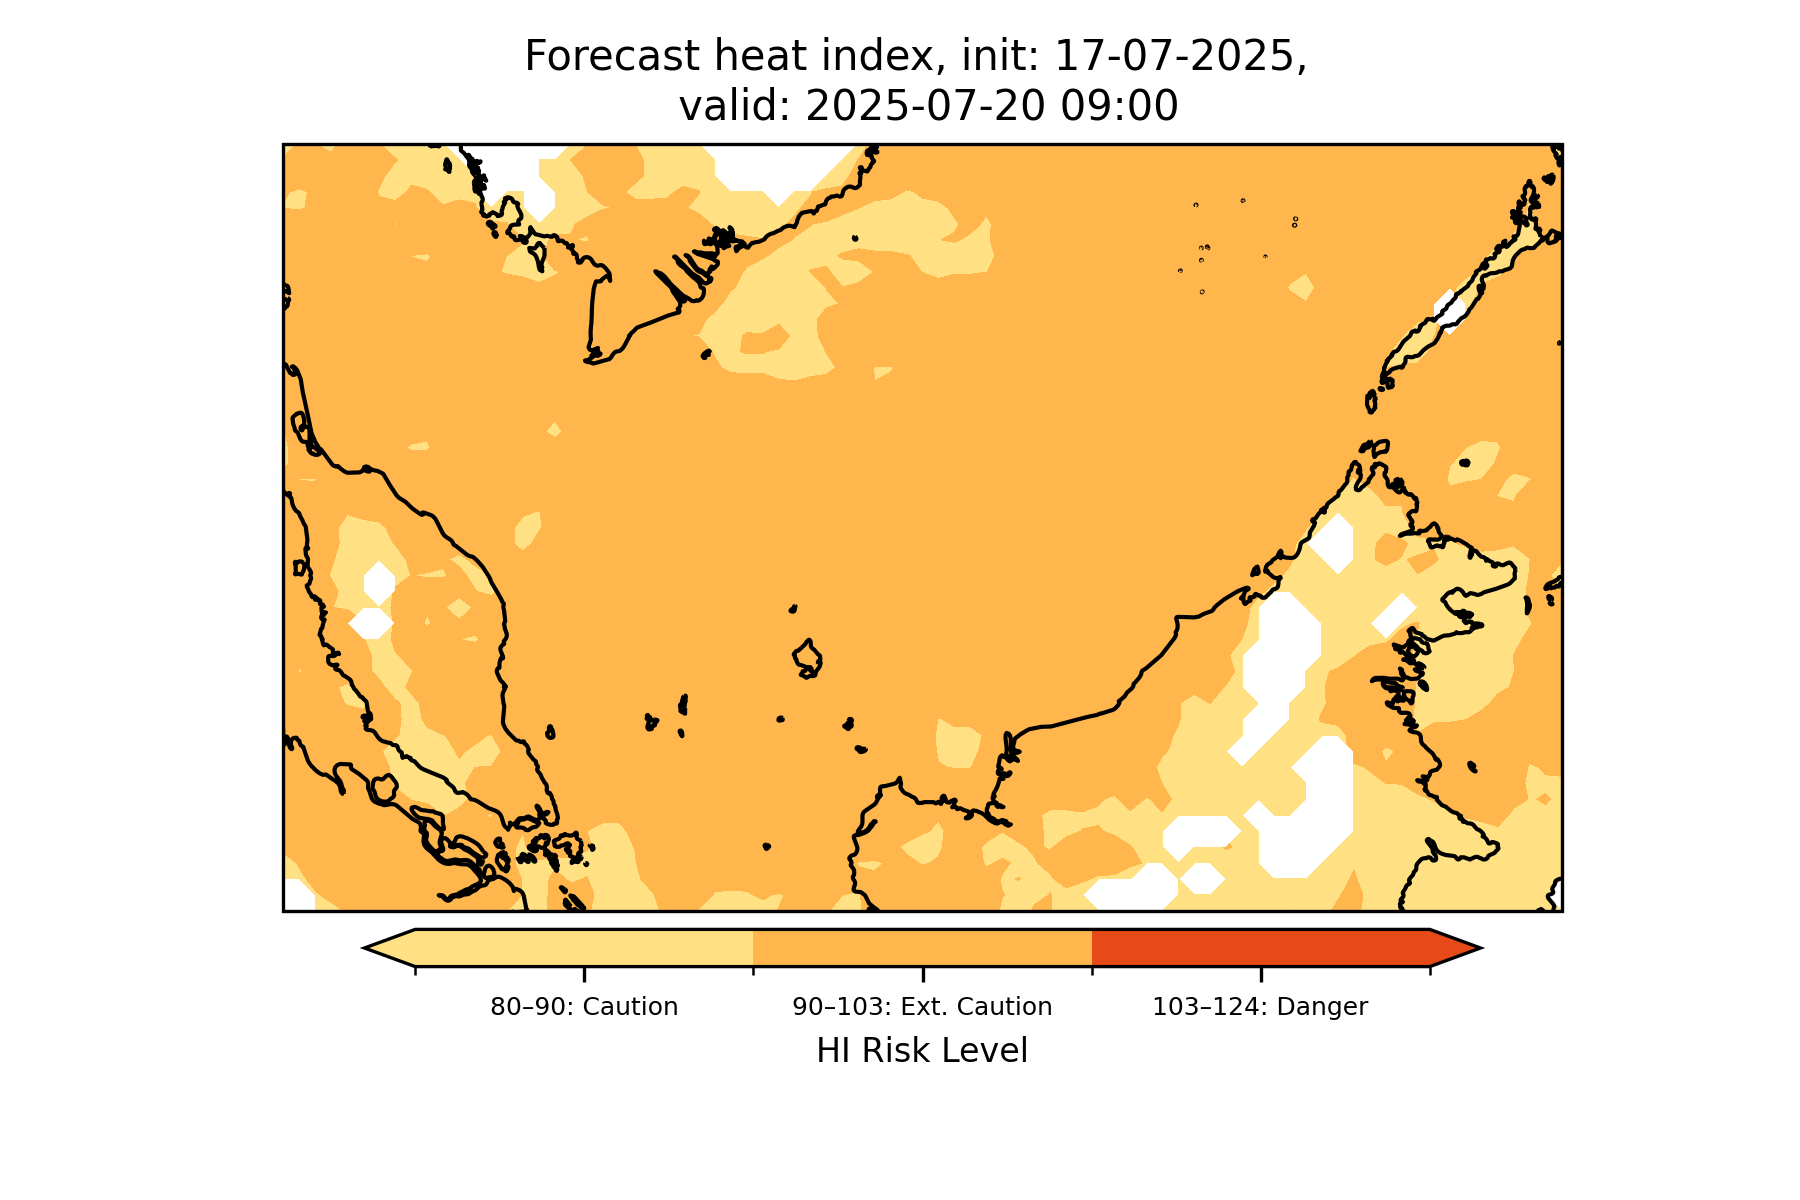 Forecast heat index, init: 17-07-2025,
valid: 2025-07-20 09:00
80–90: Caution
90–103: Ext. Caution
103–124: Danger
HI Risk Level